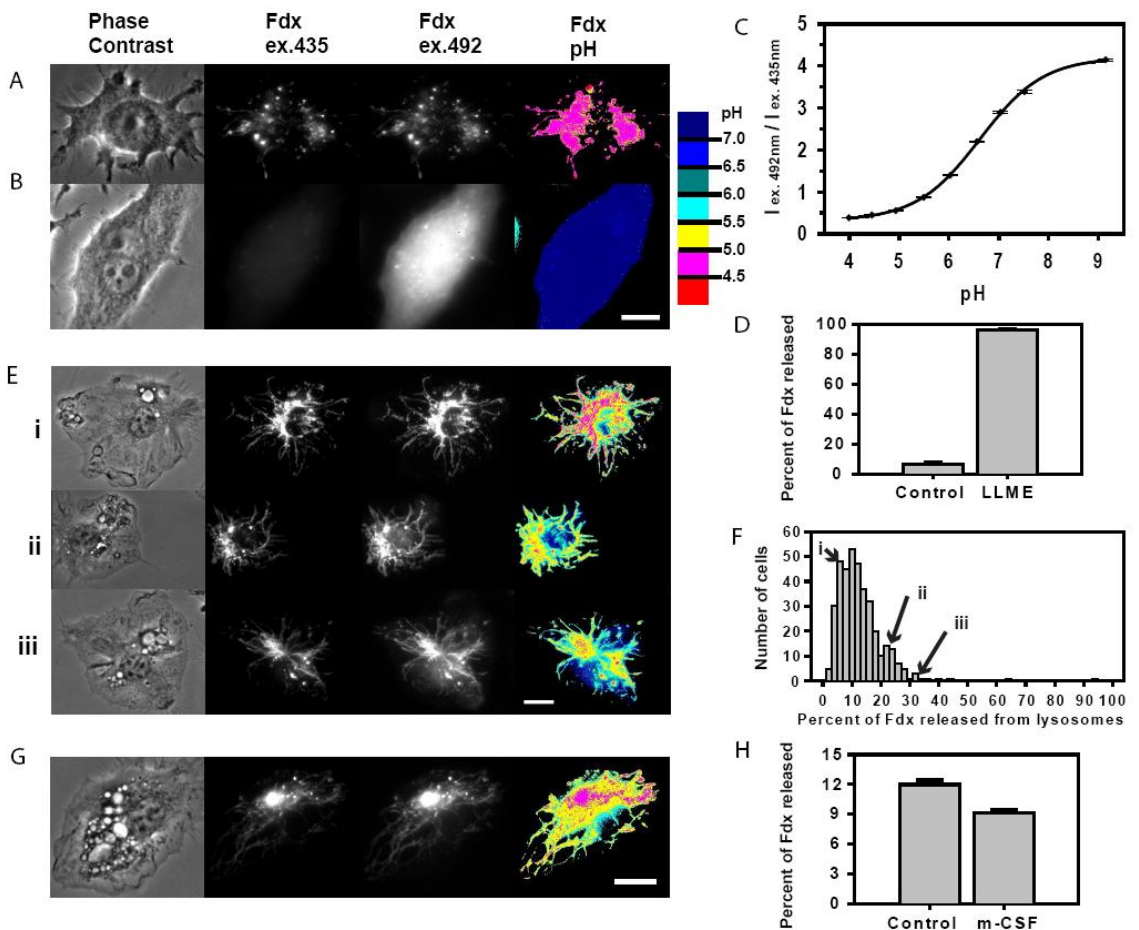 Phase
Contrast
Fdx
ex.435
Fdx
ex.492
Fdx
pH
A
B
pH
7.0
6.5
6.0
5.5
5.0
4.5
C
I ex. 492nm / I ex. 435nm
5
4
3
2
1
0
4 5 6 7 8 9
pH
D
Percent of Fdx released
100
80
60
40
20
0
Control LLME
E
i
ii
iii
F
Number of cells
60
50
40
30
20
10
0
i
ii
iii
0 10 20 30 40 50 60 70 80 90 100
Percent of Fdx released from lysosomes
G
H
Percent of Fdx released
15
12
9
6
3
0
Control m-CSF